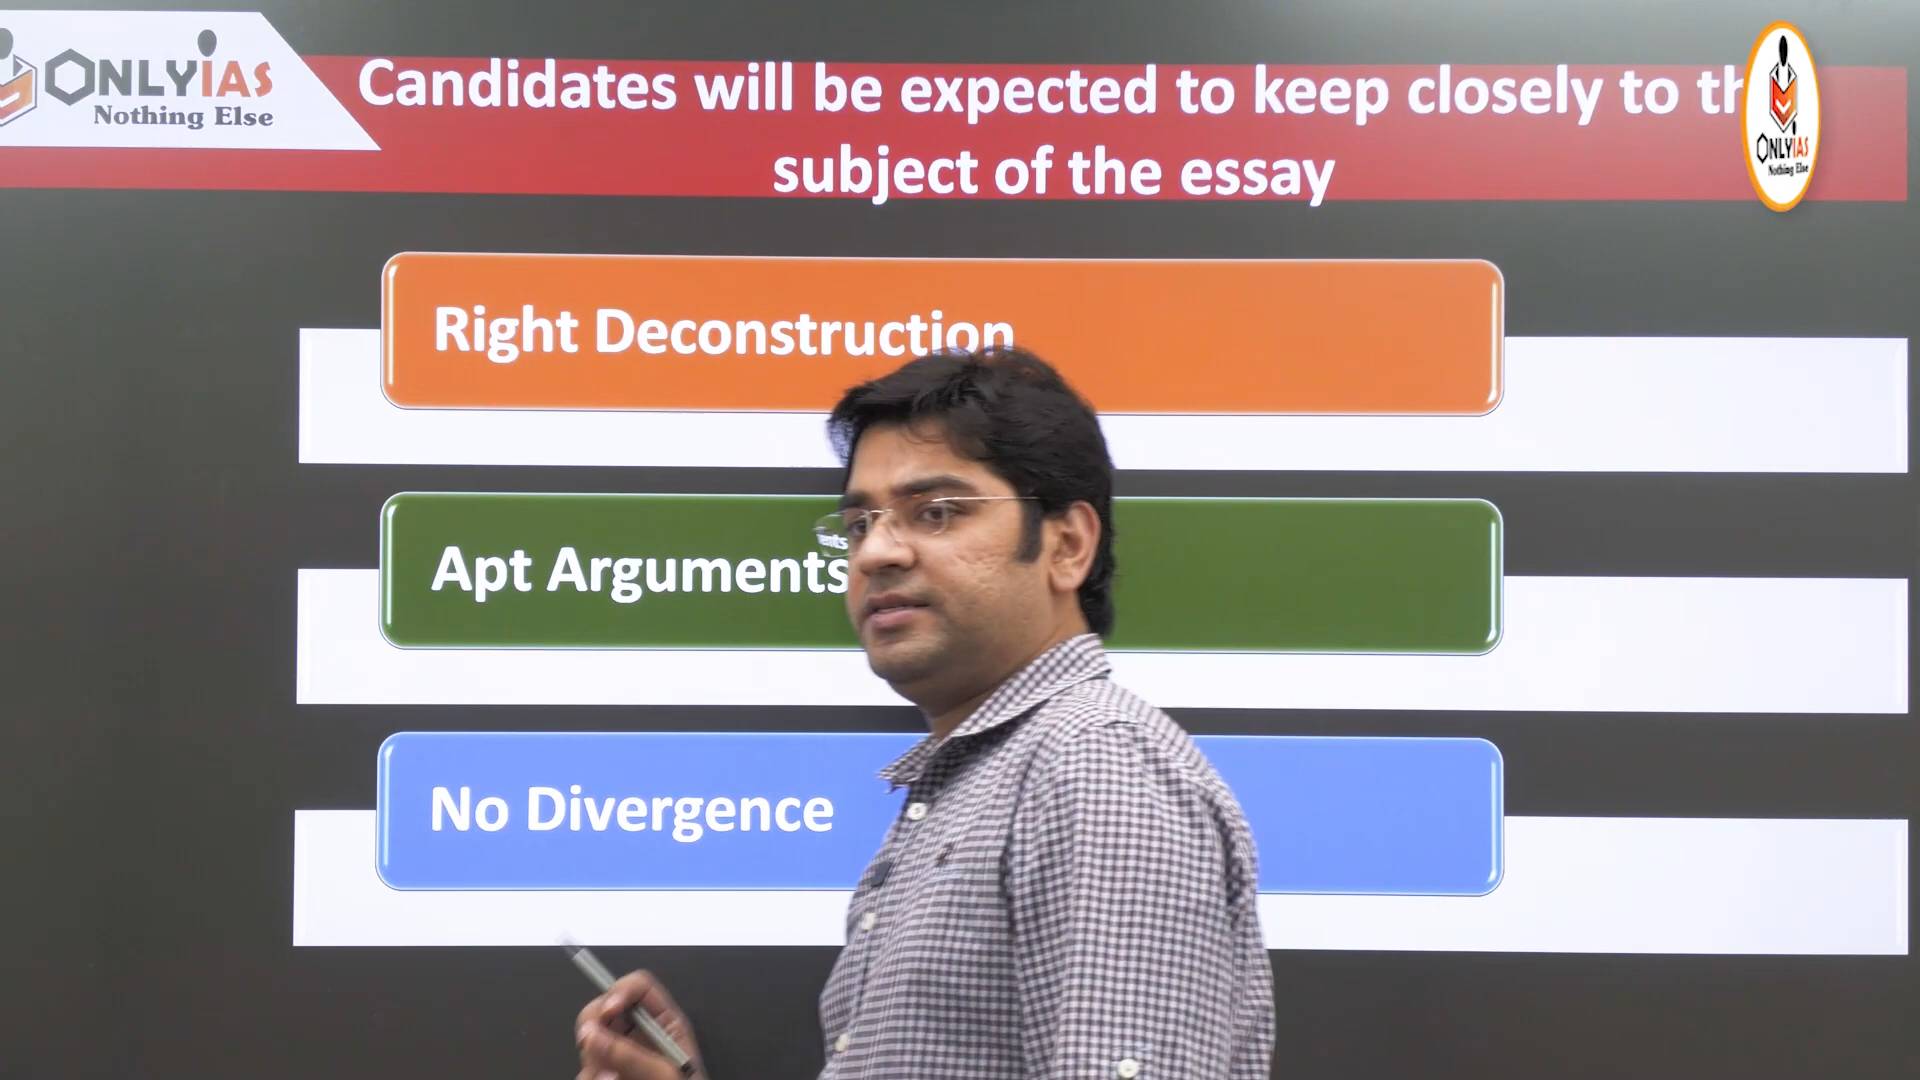 ONLYIAS
Nothing Else
Candidates will be expected to keep closely to th
subject of the essay
ONLYIAS
Nothing Else
Right Deconstruction
Apt Arguments
No Divergence